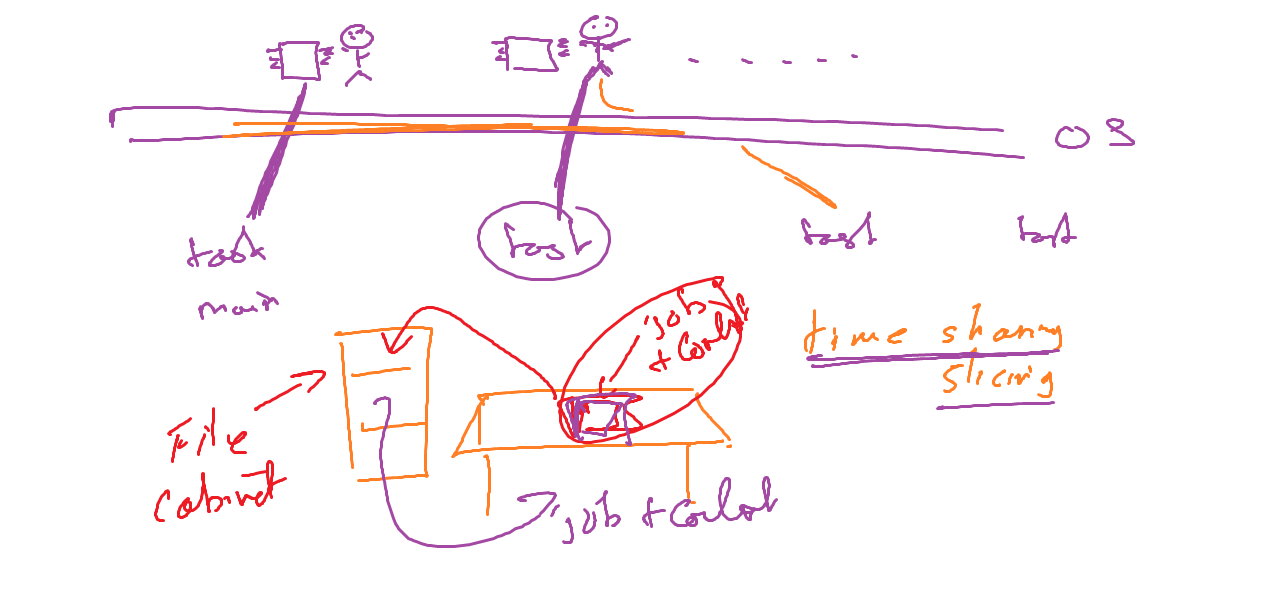 OS
task
task
task
task
main
job
+ context
time sharing
slicing
File
cabinet
job + context